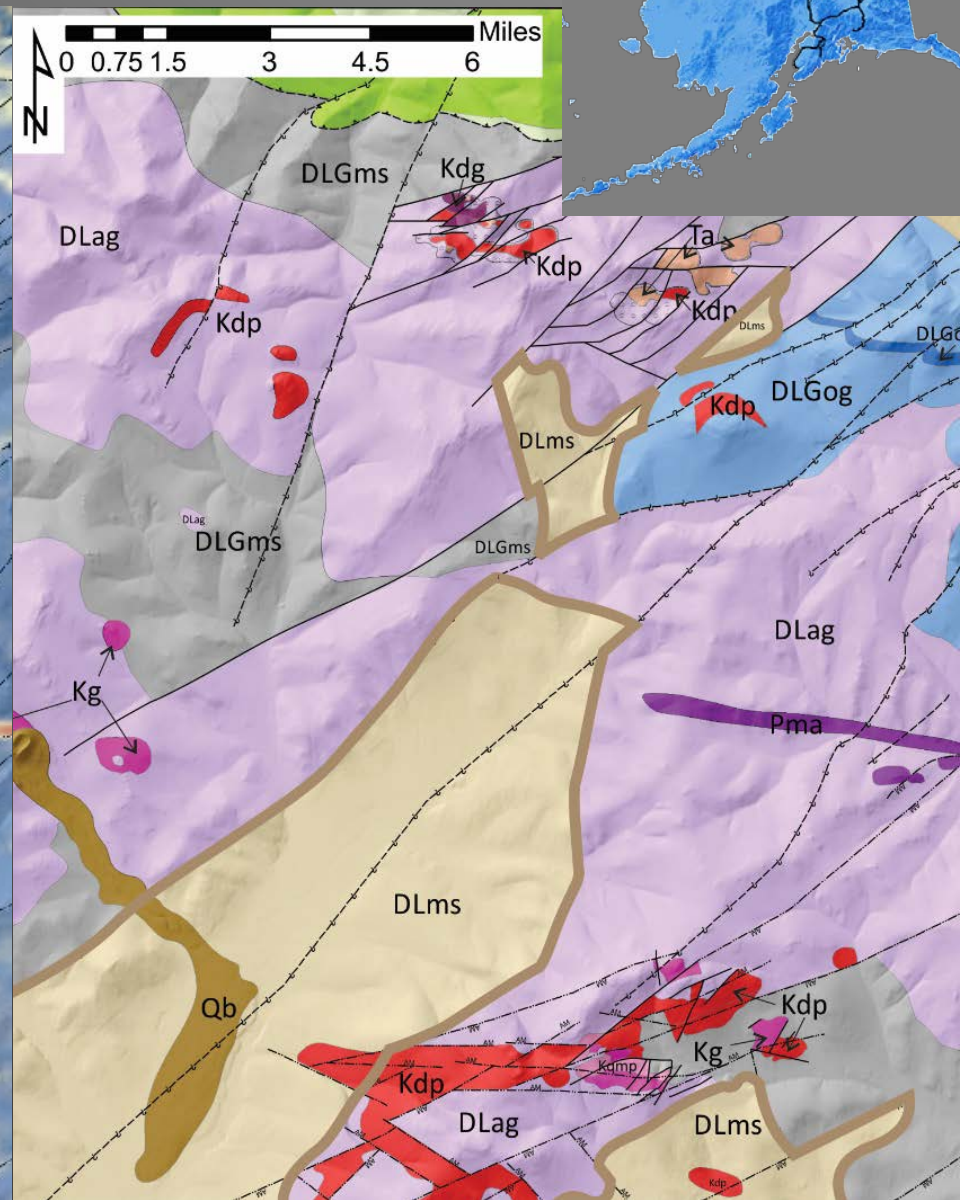 Miles
0 0.75 1.5 3 4.5 6
N
DLGms
Kdg
DLag
Ta
Kdp
Kdp
Kdp
DLms
DLGog
Kdp
DLms
DLag
DLGms
DLGms
DLag
Kg
Pma
DLms
Qb
Kdp
Kg
Kdp
DLag
DLms
Kdp